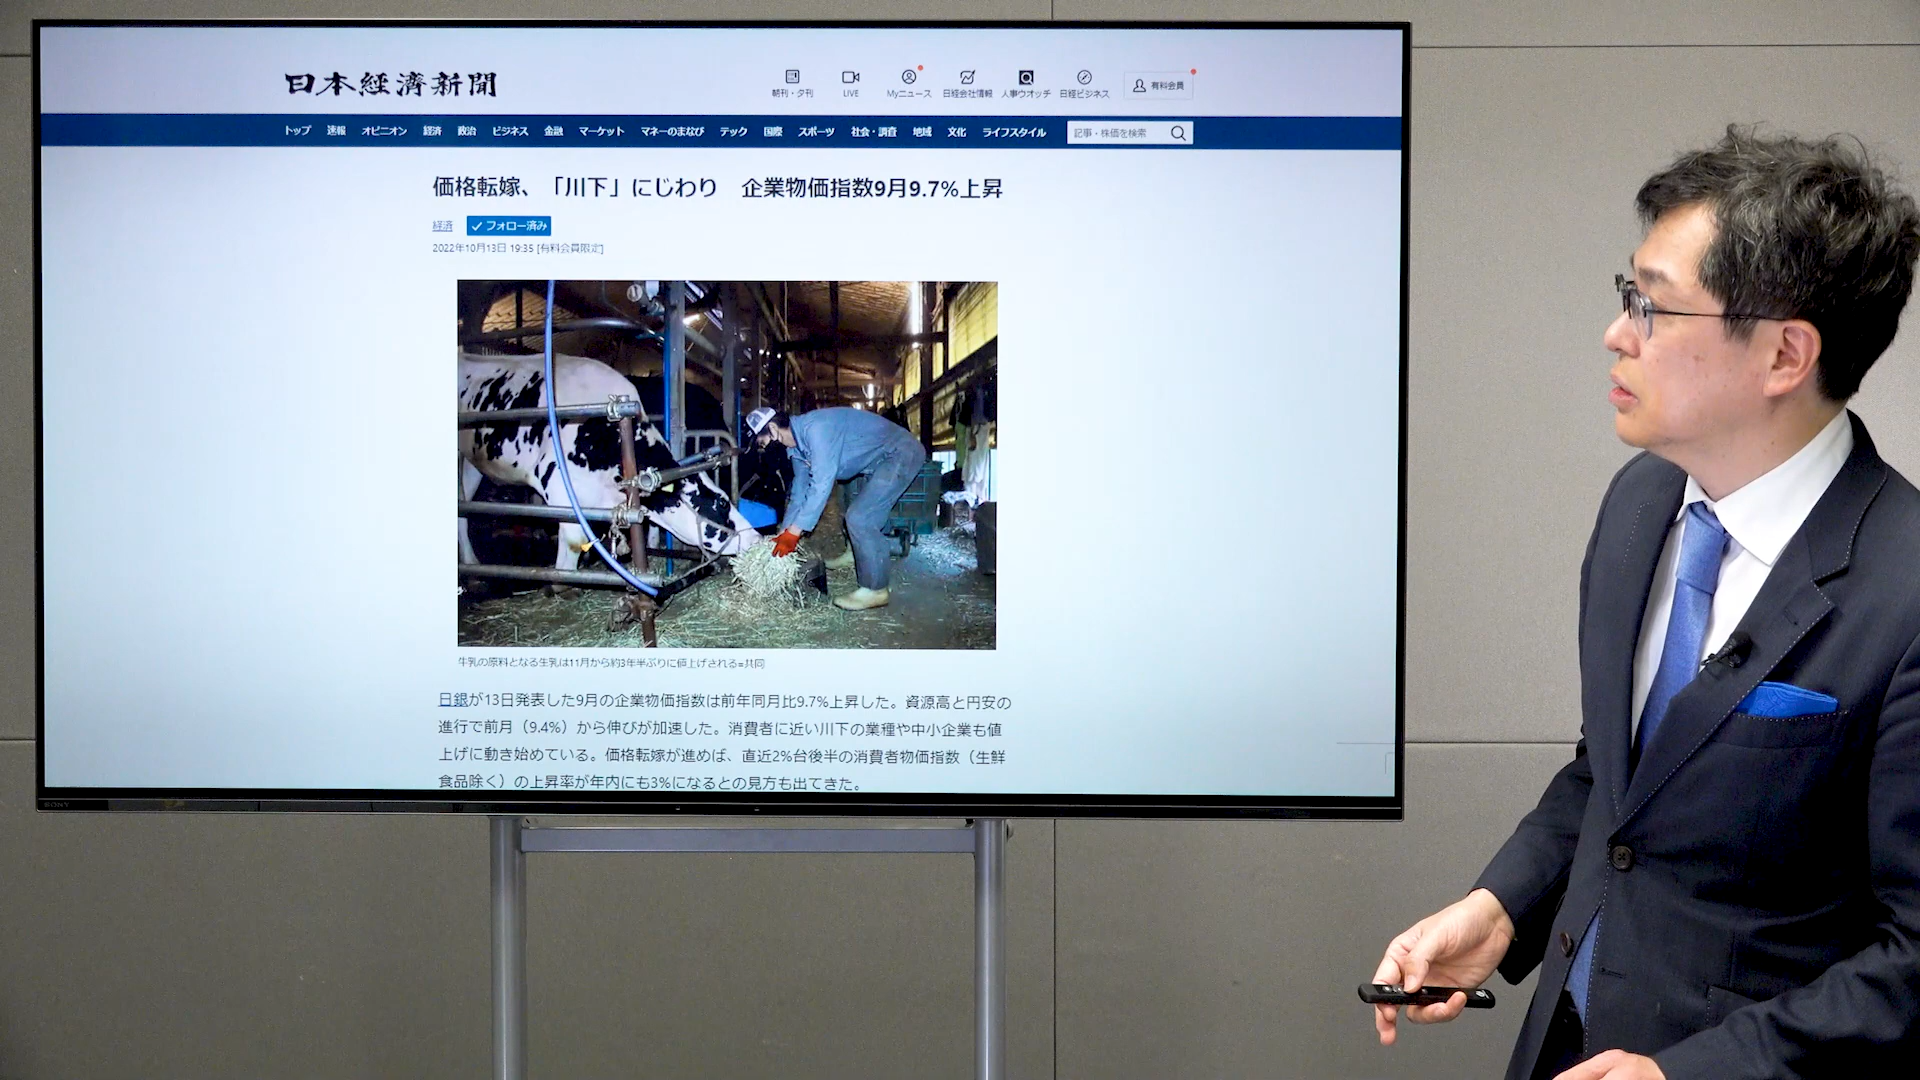 日本経済新聞
朝刊・夕刊
LIVE
Myニュース
日経会社情報
人事ウオッチ
日経ビジネス
有料会員
トップ 速報 オピニオン 経済 政治 ビジネス 金融 マーケット マネーのまなび テック 国際 スポーツ 社会・調査 地域 文化 ライフスタイル
記事・株価を検索
価格転嫁、「川下」にじわり　企業物価指数9月9.7%上昇
経済
フォロー済み
2022年10月13日 19:35 [有料会員限定]
牛乳の原料となる生乳は11月から約3年半ぶりに値上げされる=共同
日銀が13日発表した9月の企業物価指数は前年同月比9.7%上昇した。資源高と円安の
進行で前月（9.4%）から伸びが加速した。消費者に近い川下の業種や中小企業も値
上げに動き始めている。価格転嫁が進めば、直近2%台後半の消費者物価指数（生鮮
食品除く）の上昇率が年内にも3%になるとの見方も出てきた。
SONY